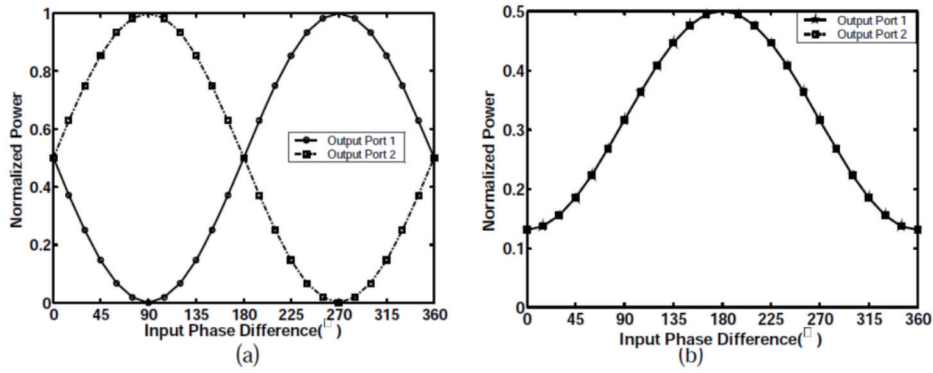 1
0.8
0.6
0.4
0.2
0
Normalized Power
Output Port 1
Output Port 2
0 45 90 135 180 225 270 315 360
Input Phase Difference(□ )
(a)
0.5
0.4
0.3
0.2
0.1
0
Normalized Power
Output Port 1
Output Port 2
0 45 90 135 180 225 270 315 360
Input Phase Difference(□ )
(b)